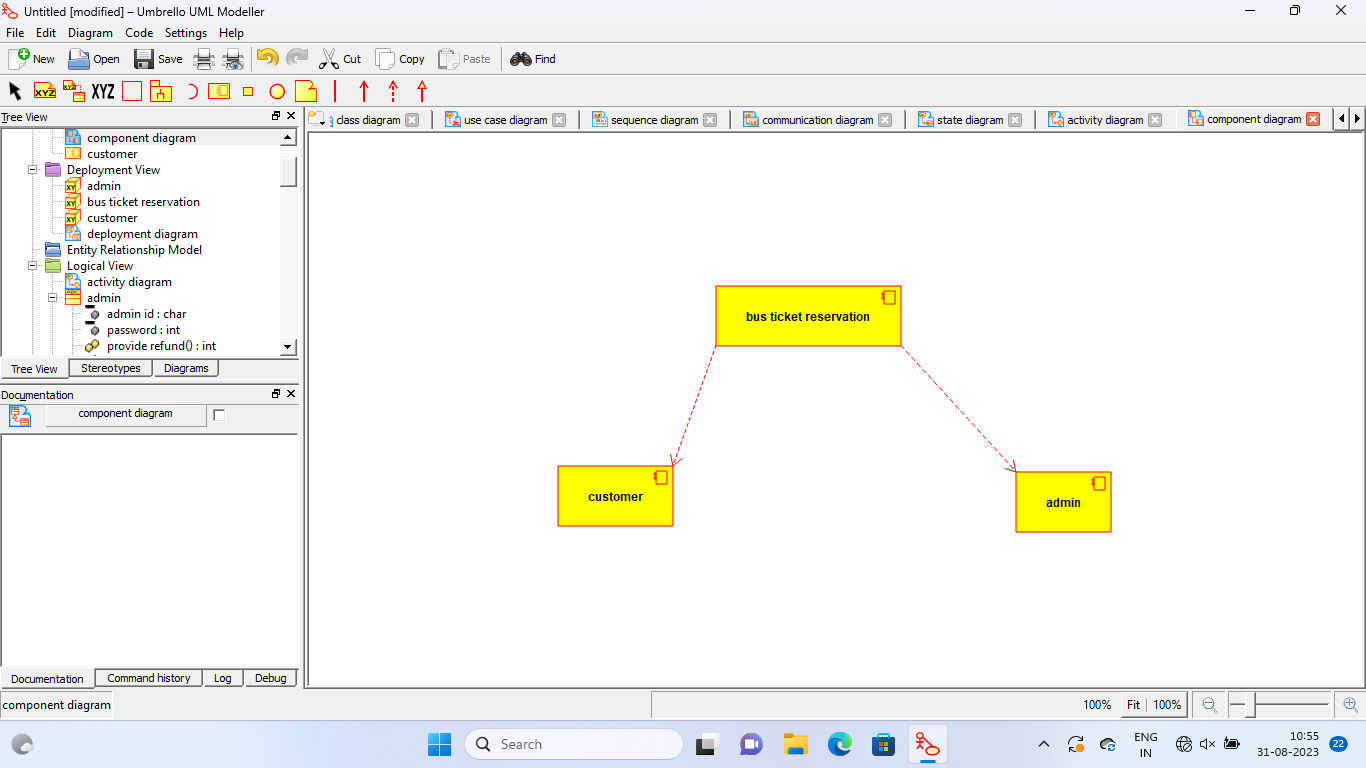 Untitled [modified] – Umbrello UML Modeller
File Edit Diagram Code Settings Help
New Open Save Cut Copy Paste Find
XYZ XYZ XYZ
Tree View
class diagram use case diagram sequence diagram communication diagram state diagram activity diagram component diagram
component diagram
customer
Deployment View
admin
bus ticket reservation
customer
deployment diagram
Entity Relationship Model
Logical View
activity diagram
admin
admin id : char
password : int
provide refund() : int
Tree View Stereotypes Diagrams
Documentation
component diagram
bus ticket reservation
customer
admin
Documentation Command history Log Debug
component diagram
100% Fit 100%
Search
ENG
IN
10:55
31-08-2023
22